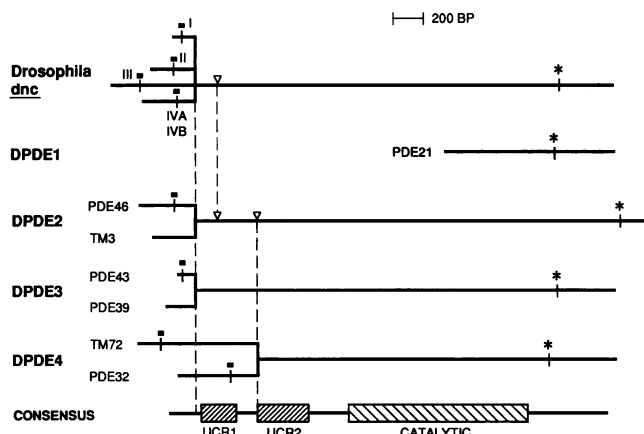 200 BP
I
II
III
Drosophila
dnc
*
IVA
IVB
DPDE1
PDE21
*
DPDE2
PDE46
TM3
*
DPDE3
PDE43
PDE39
*
DPDE4
TM72
PDE32
*
CONSENSUS
UCR1
UCR2
CATALYTIC